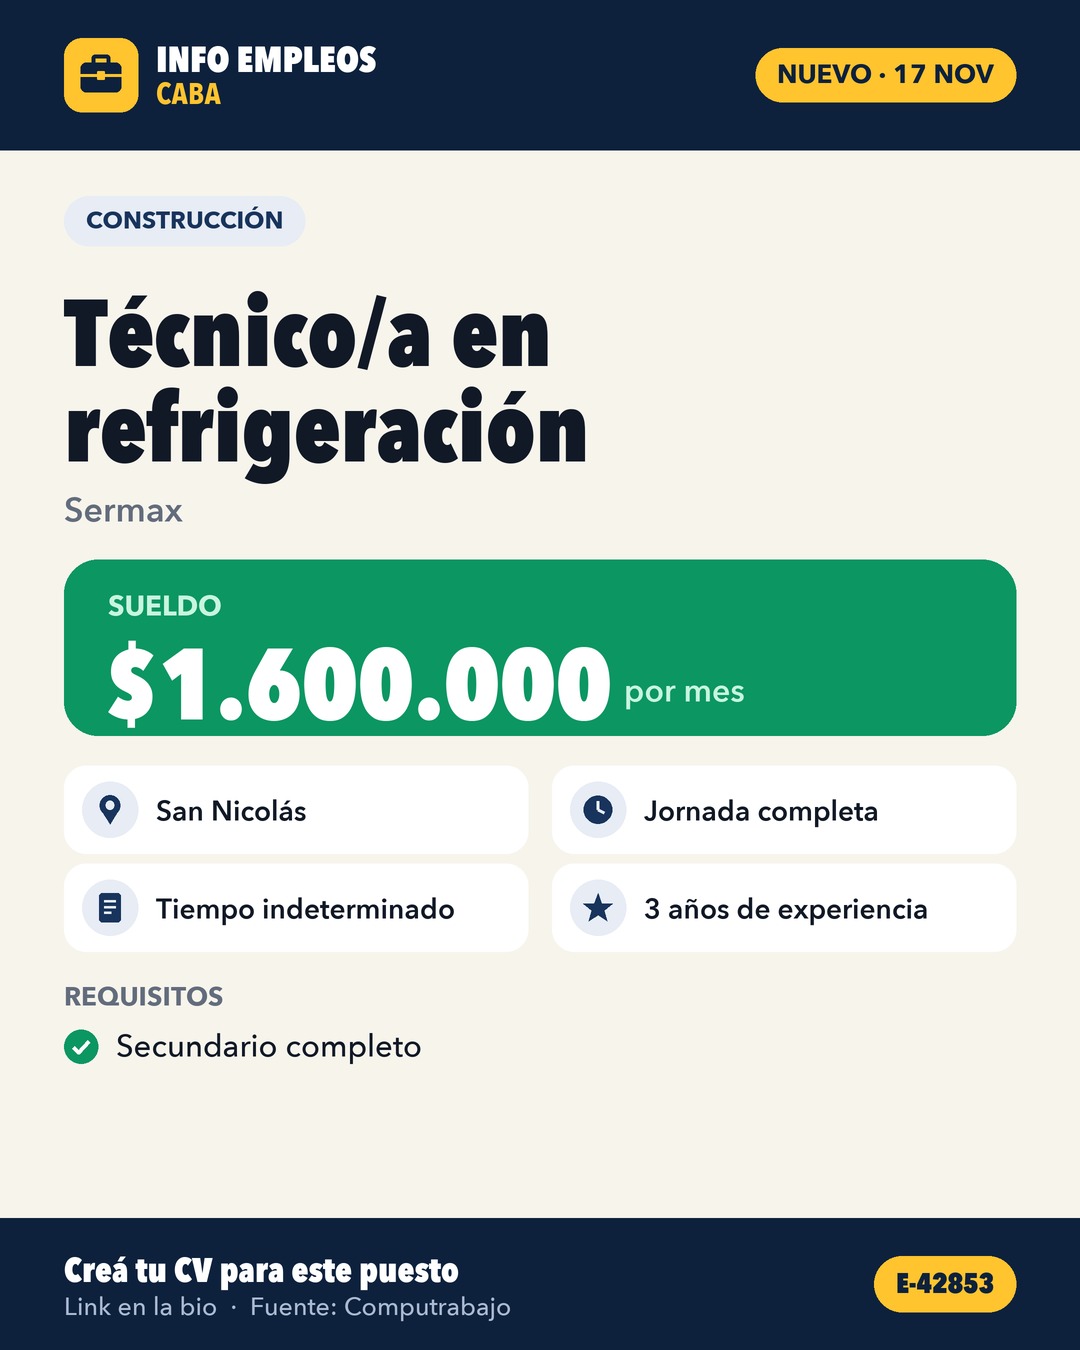 INFO EMPLEOS
CABA
NUEVO · 17 NOV
CONSTRUCCIÓN
Técnico/a en
refrigeración
Sermax
SUELDO
$1.600.000 por mes
San Nicolás
Jornada completa
Tiempo indeterminado
3 años de experiencia
REQUISITOS
Secundario completo
Creá tu CV para este puesto
Link en la bio · Fuente: Computrabajo
E-42853